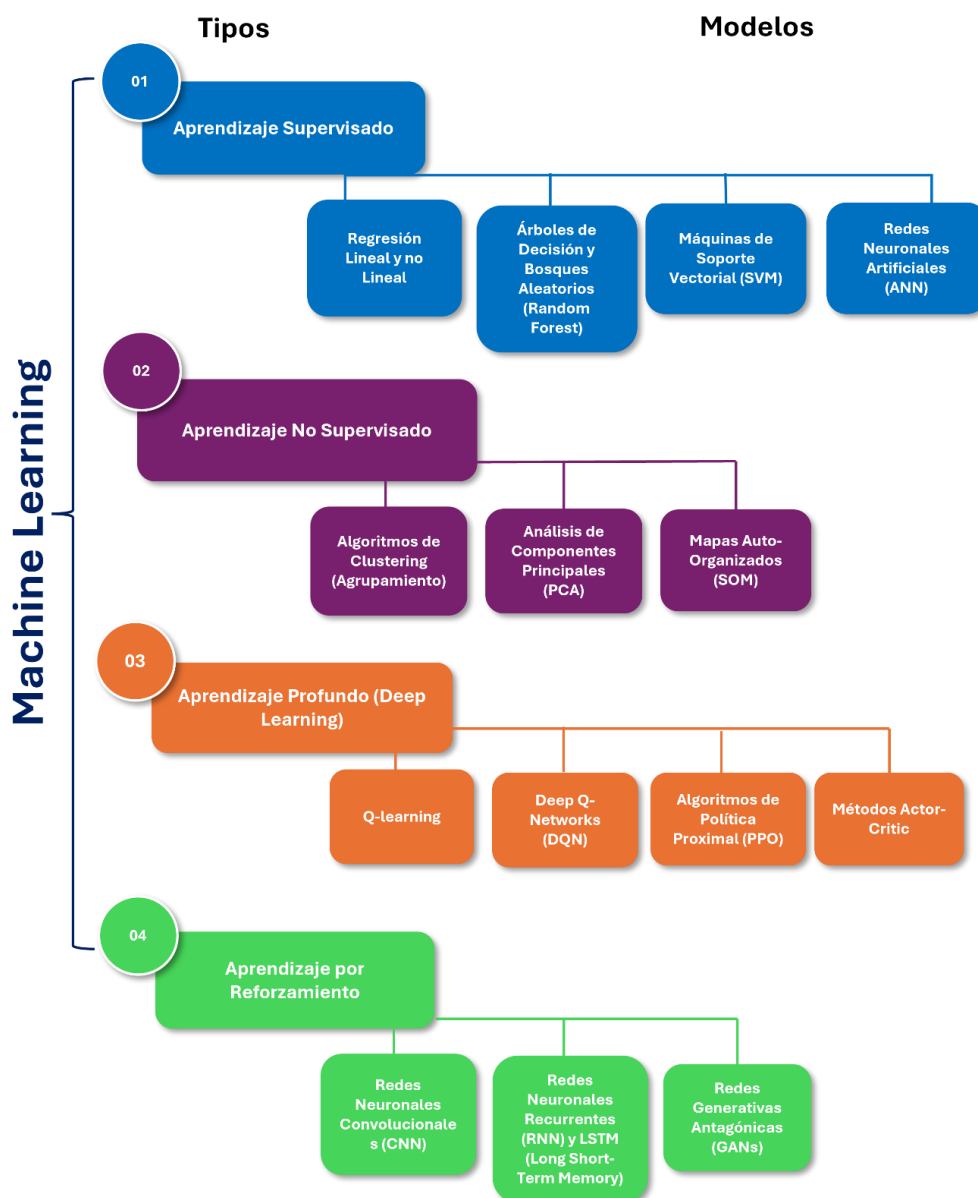 Tipos
Modelos
Machine Learning
01
Aprendizaje Supervisado
Regresión
Lineal y no
Lineal
Árboles de
Decisión y
Bosques
Aleatorios
(Random
Forest)
Máquinas de
Soporte
Vectorial (SVM)
Redes
Neuronales
Artificiales
(ANN)
02
Aprendizaje No Supervisado
Algoritmos de
Clustering
(Agrupamiento)
Análisis de
Componentes
Principales
(PCA)
Mapas Auto-
Organizados
(SOM)
03
Aprendizaje Profundo (Deep
Learning)
Q-learning
Deep Q-
Networks
(DQN)
Algoritmos de
Política
Proximal (PPO)
Métodos Actor-
Critic
04
Aprendizaje por
Reforzamiento
Redes
Neuronales
Convolucionale
s (CNN)
Redes
Neuronales
Recurrentes
(RNN) y LSTM
(Long Short-
Term Memory)
Redes
Generativas
Antagónicas
(GANs)